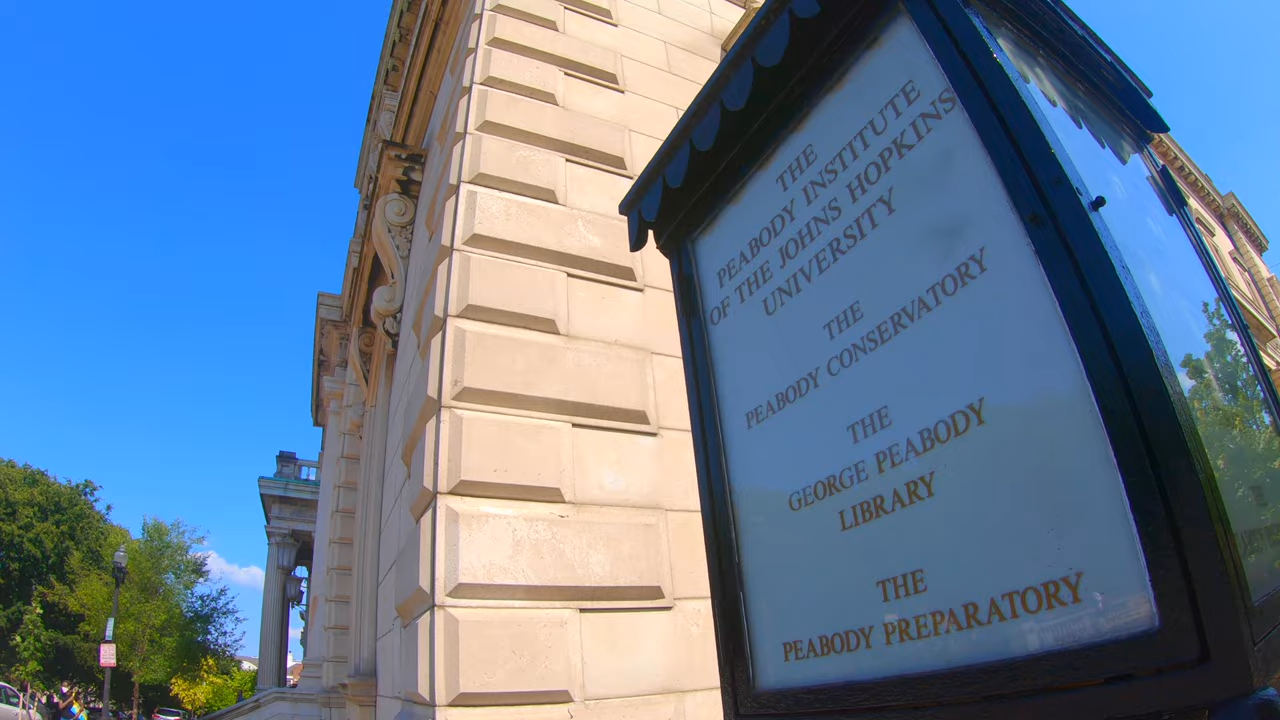 THE
PEABODY INSTITUTE
OF THE JOHNS HOPKINS
UNIVERSITY
THE
PEABODY CONSERVATORY
THE
GEORGE PEABODY
LIBRARY
THE
PEABODY PREPARATORY